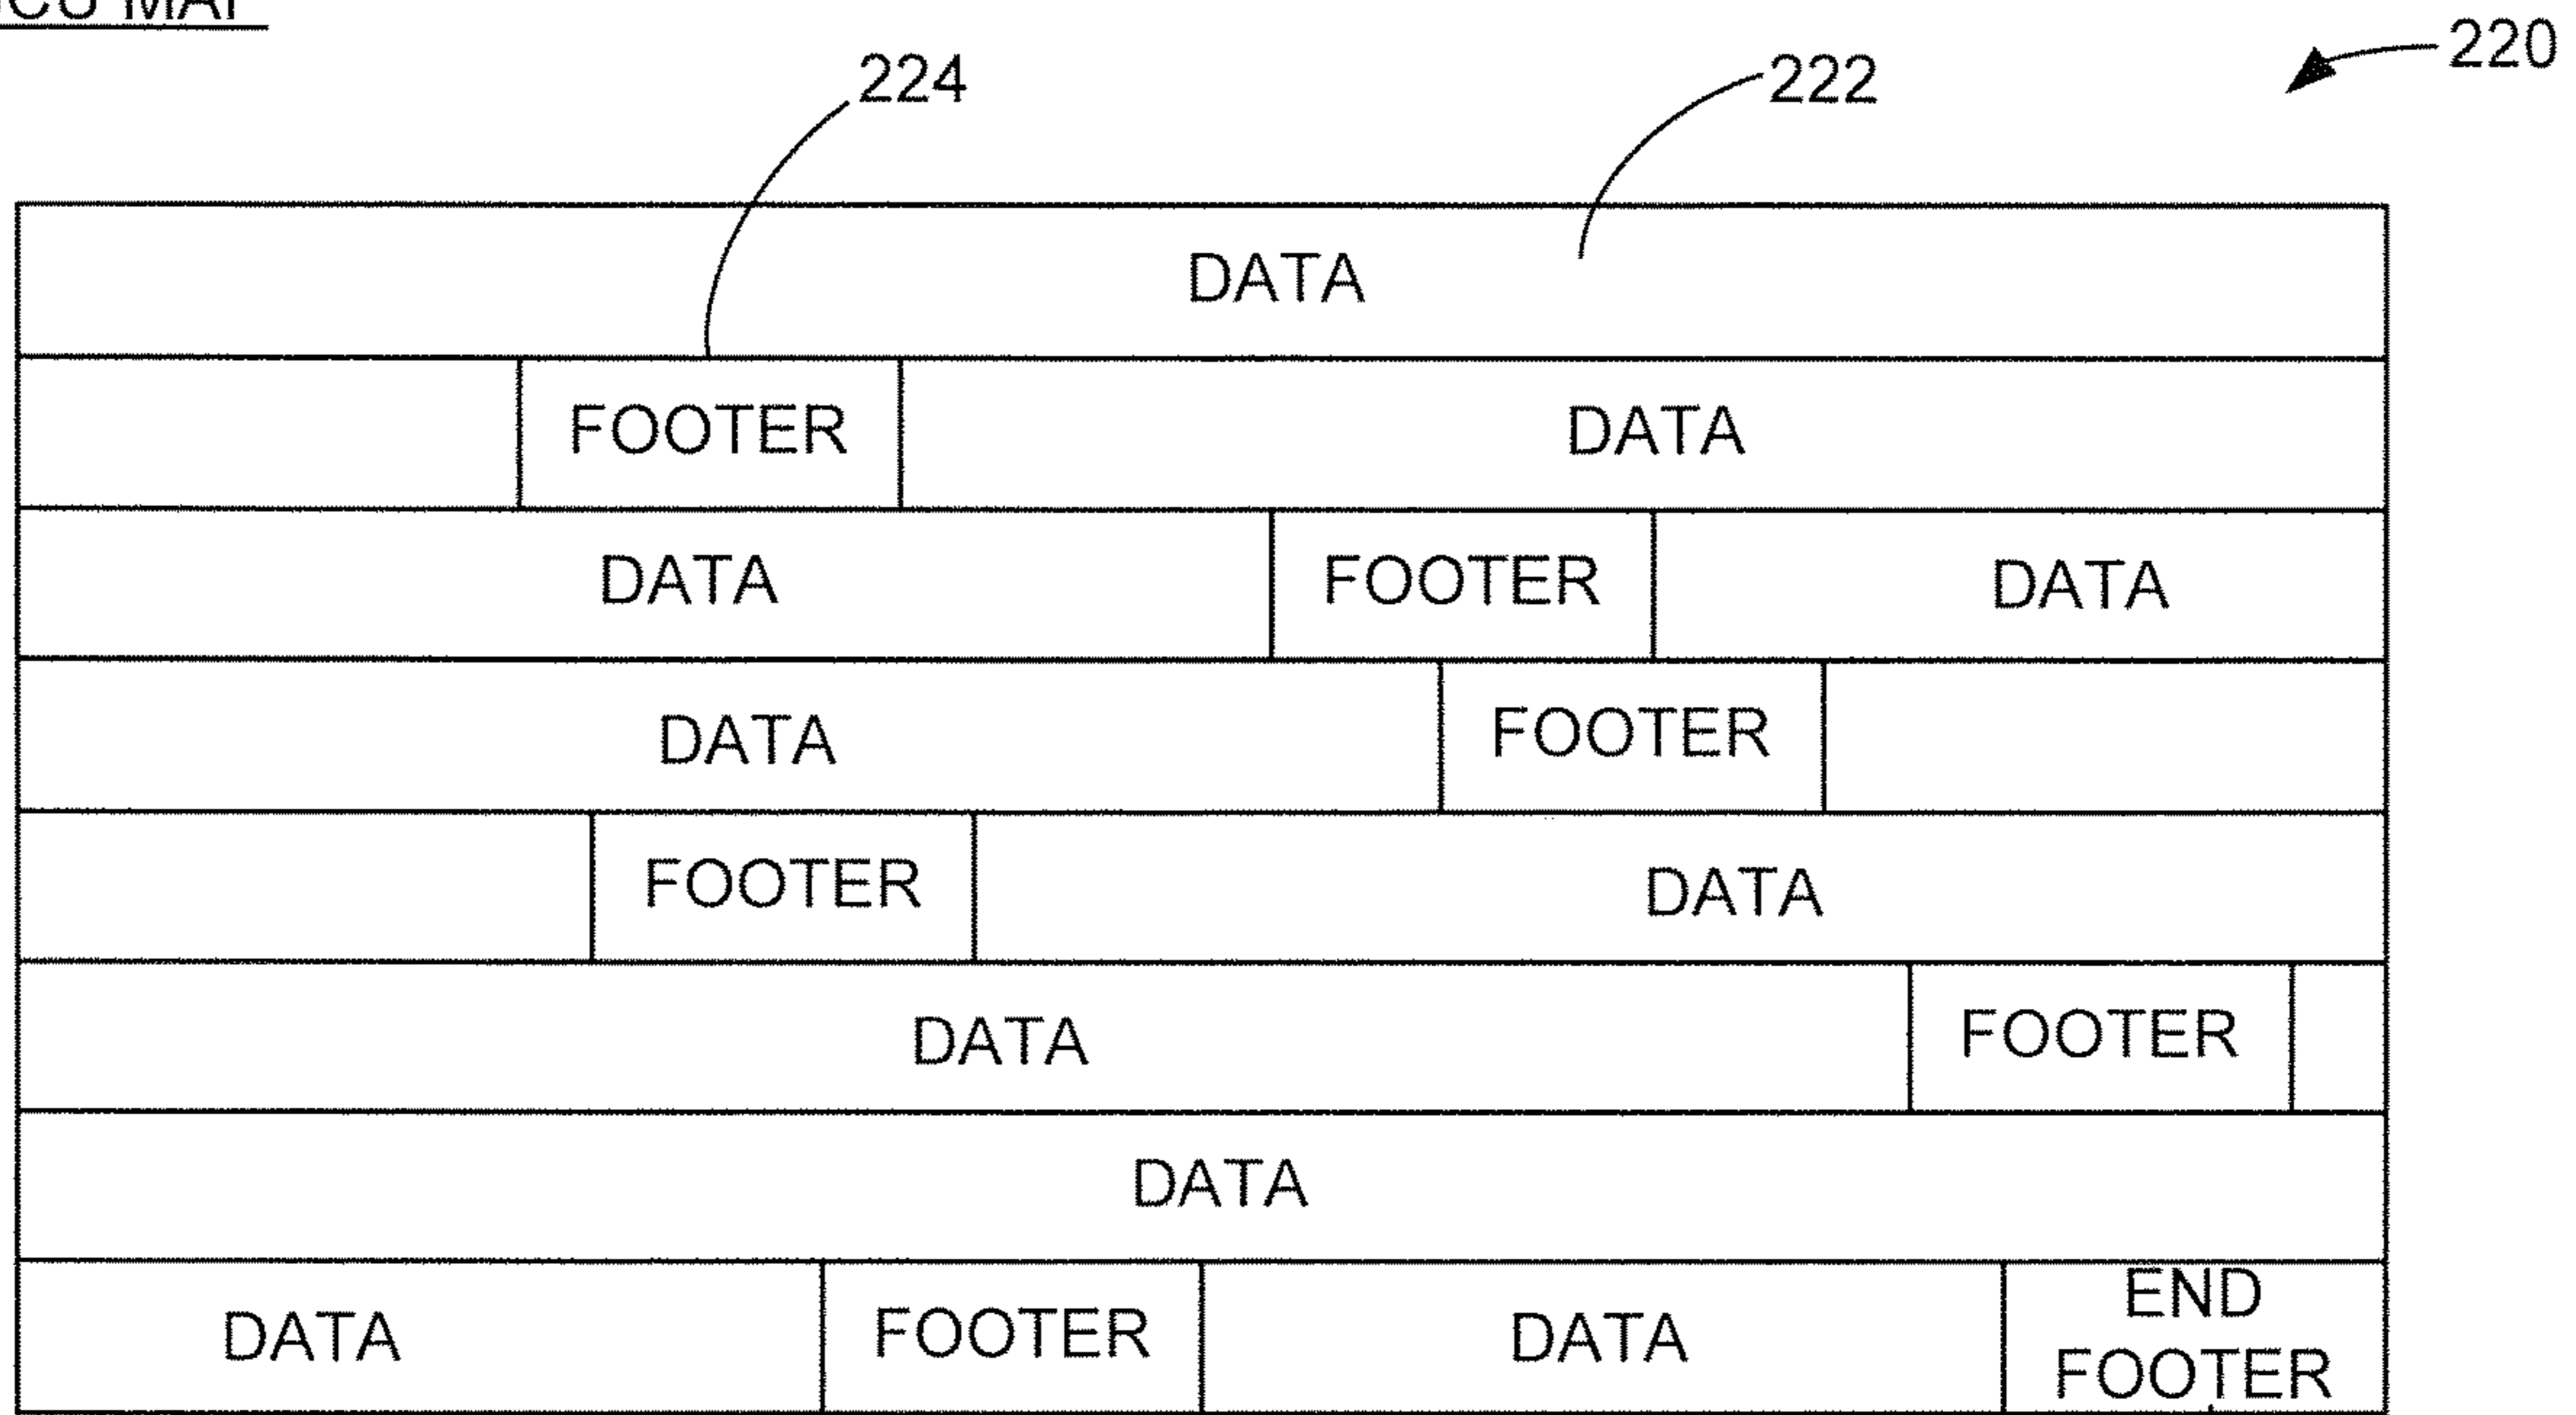 MAP
220
224 222
DATA
FOOTER DATA
DATA FOOTER DATA
DATA FOOTER
FOOTER DATA
DATA FOOTER
DATA
DATA FOOTER DATA END
FOOTER